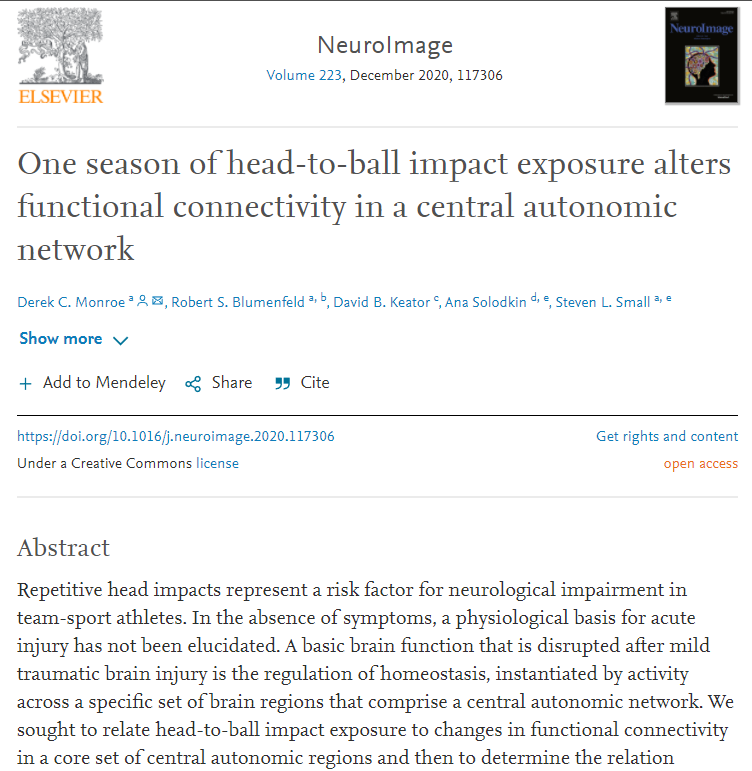 NeuroImage
Volume 223, December 2020, 117306
ELSEVIER
NeuroImage
One season of head-to-ball impact exposure alters
functional connectivity in a central autonomic
network
Derek C. Monroe a, Robert S. Blumenfeld a, b, David B. Keator c, Ana Solodkin d, e, Steven L. Small a, e
Show more
+ Add to Mendeley Share Cite
https://doi.org/10.1016/j.neuroimage.2020.117306 Get rights and content
Under a Creative Commons license open access
Abstract
Repetitive head impacts represent a risk factor for neurological impairment in
team-sport athletes. In the absence of symptoms, a physiological basis for acute
injury has not been elucidated. A basic brain function that is disrupted after mild
traumatic brain injury is the regulation of homeostasis, instantiated by activity
across a specific set of brain regions that comprise a central autonomic network. We
sought to relate head-to-ball impact exposure to changes in functional connectivity
in a core set of central autonomic regions and then to determine the relation